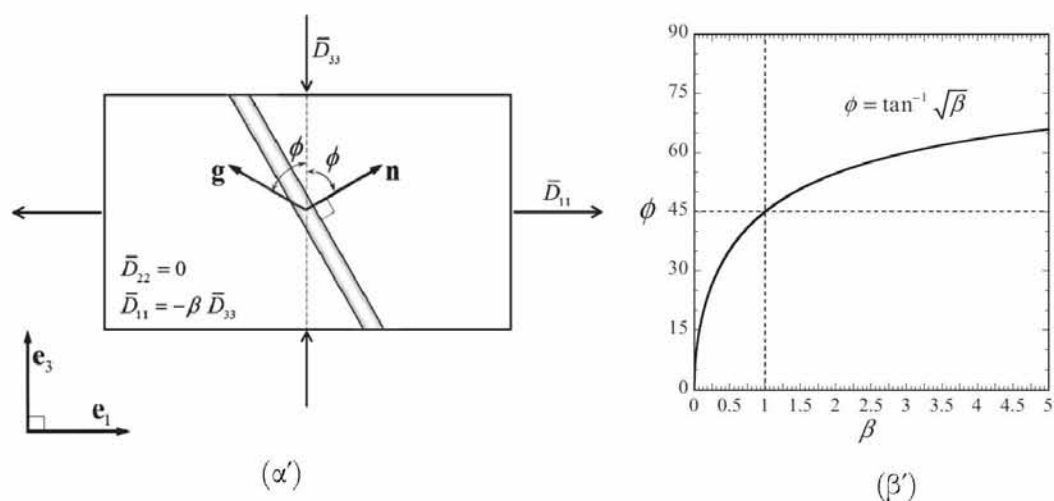 D̄₃₃
ϕ
ϕ
g
n
D̄₁₁
D̄₂₂ = 0
D̄₁₁ = −β D̄₃₃
e₃
e₁
(α′)
90
75
60
45
30
15
0
ϕ
ϕ = tan⁻¹ √β
0 0.5 1 1.5 2 2.5 3 3.5 4 4.5 5
β
(β′)